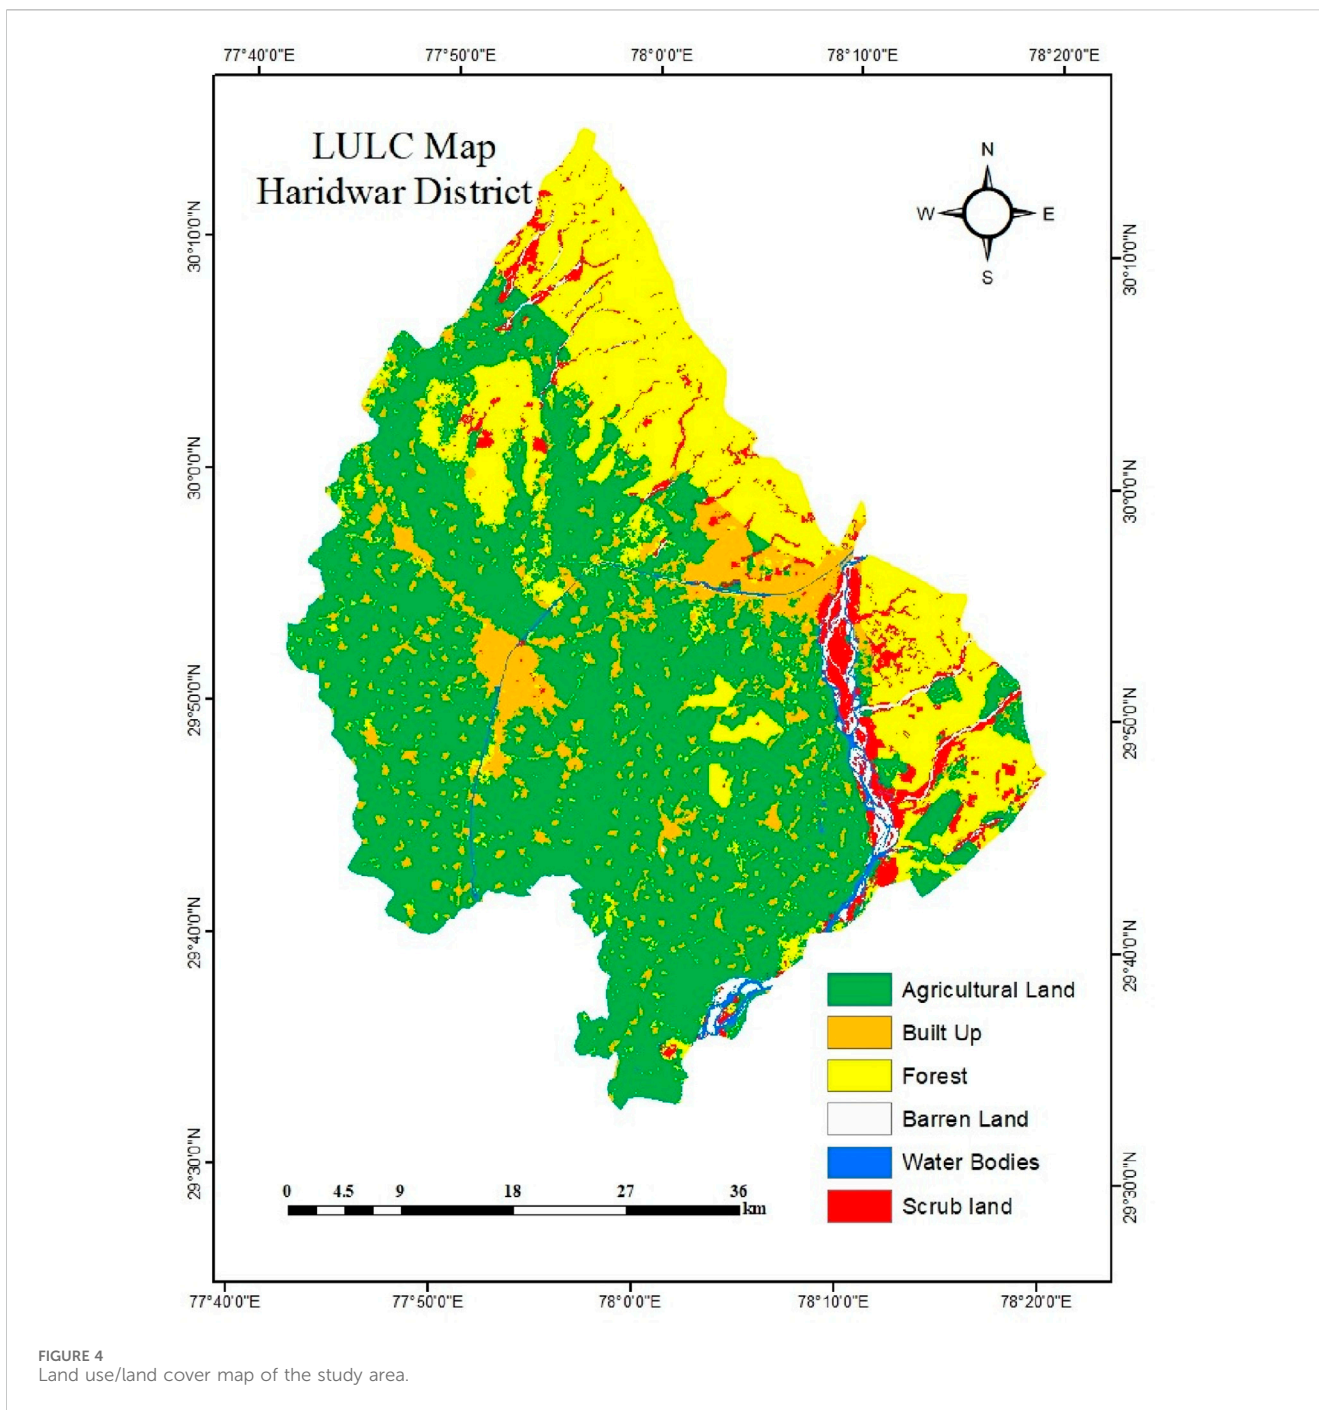 77°40'0"E 77°50'0"E 78°0'0"E 78°10'0"E 78°20'0"E
LULC Map
Haridwar District
N
W E
S
30°10'0"N
30°10'0"N
30°0'0"N
30°0'0"N
29°50'0"N
29°50'0"N
29°40'0"N
29°40'0"N
29°30'0"N
29°30'0"N
Agricultural Land
Built Up
Forest
Barren Land
Water Bodies
Scrub land
0 4.5 9 18 27 36
km
77°40'0"E 77°50'0"E 78°0'0"E 78°10'0"E 78°20'0"E
FIGURE 4
Land use/land cover map of the study area.